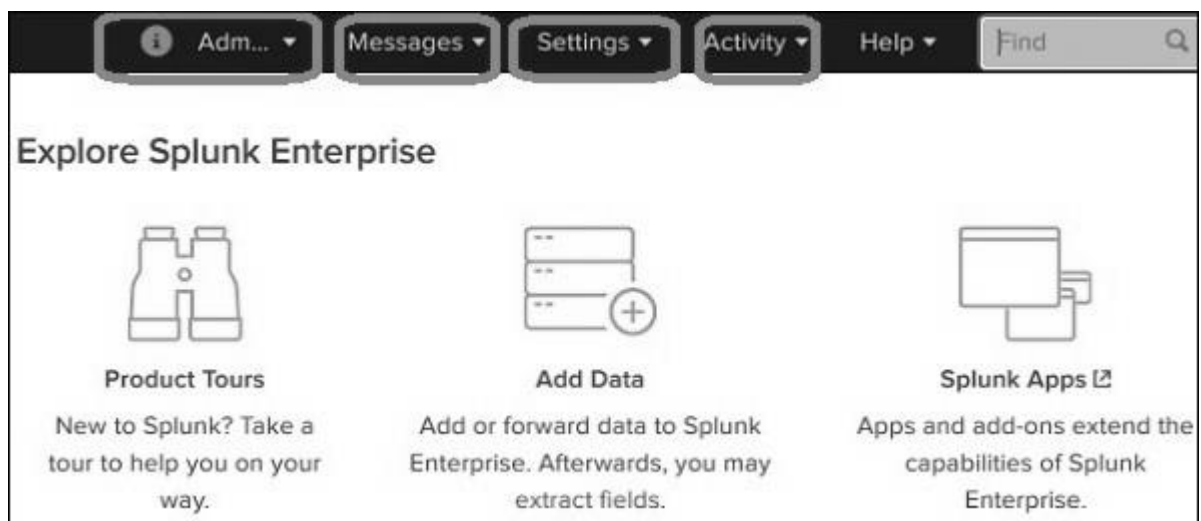 Adm... Messages Settings Activity Help Find
Explore Splunk Enterprise
Product Tours
New to Splunk? Take a
tour to help you on your
way.
Add Data
Add or forward data to Splunk
Enterprise. Afterwards, you may
extract fields.
Splunk Apps
Apps and add-ons extend the
capabilities of Splunk
Enterprise.